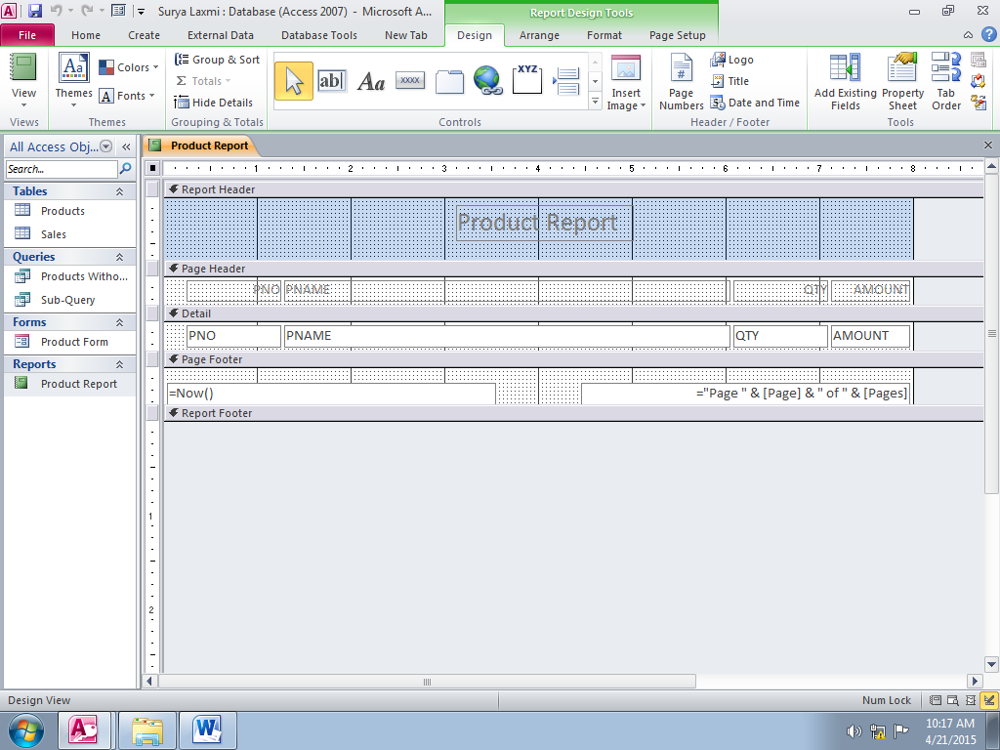 Surya Laxmi : Database (Access 2007) - Microsoft A...
Report Design Tools
File Home Create External Data Database Tools New Tab Design Arrange Format Page Setup
View
Views
Themes
Colors
Fonts
Themes
Group & Sort
Totals
Hide Details
Grouping & Totals
ab|
Aa
XXXX
XYZ
Controls
Insert Image
Page Numbers
Logo
Title
Date and Time
Header / Footer
Add Existing Fields
Property Sheet
Tab Order
Tools
All Access Obj...
Search...
Tables
Products
Sales
Queries
Products Witho...
Sub-Query
Forms
Product Form
Reports
Product Report
Product Report
1 2 3 4 5 6 7 8
Report Header
Product Report
Page Header
PNO PNAME QTY AMOUNT
Detail
PNO PNAME QTY AMOUNT
Page Footer
=Now() ="Page " & [Page] & " of " & [Pages]
Report Footer
1
2
Design View Num Lock
10:17 AM
4/21/2015